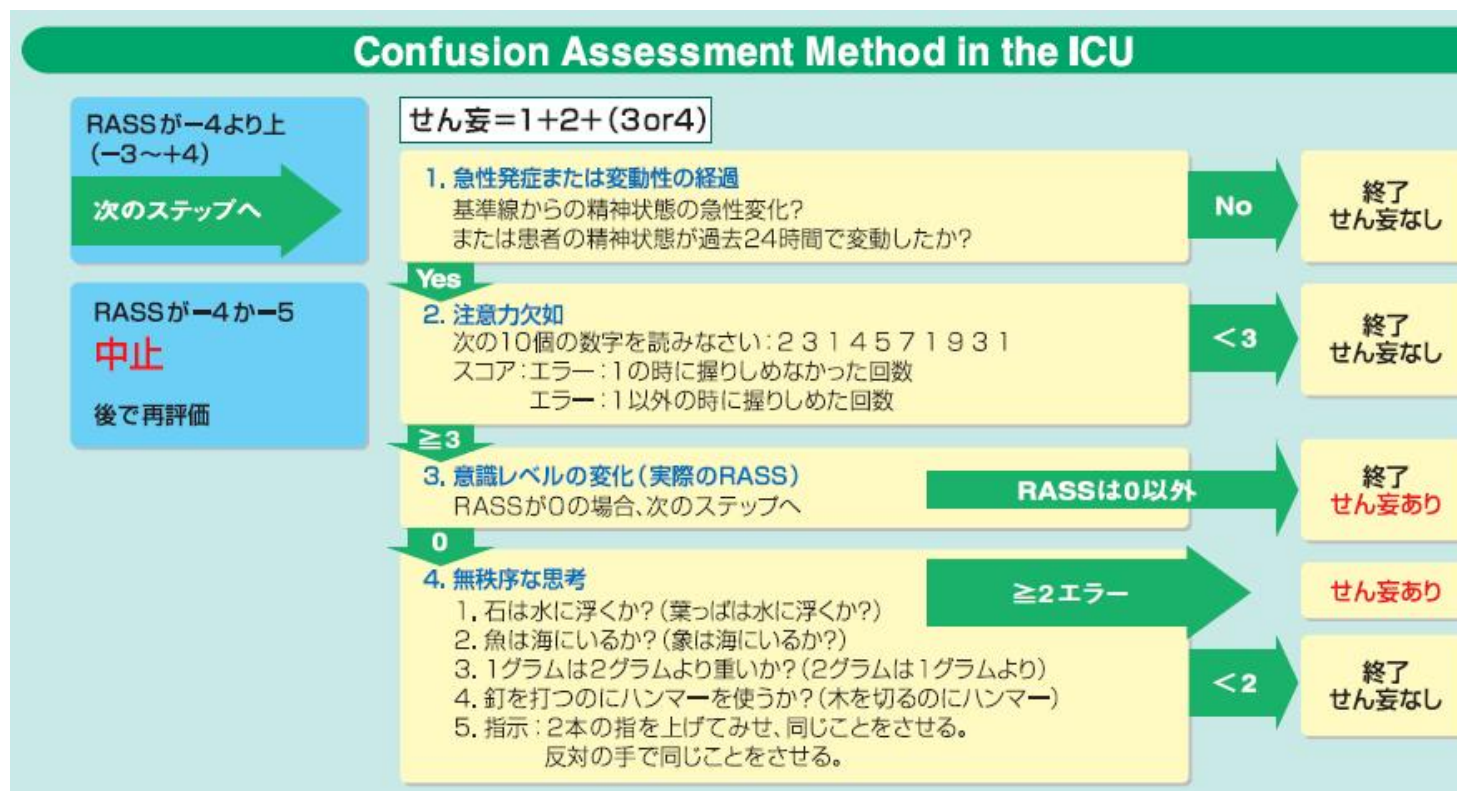 Confusion Assessment Method in the ICU
RASSが−4より上
(−3〜+4)
次のステップへ
RASSが−4か−5
中止
後で再評価
せん妄=1+2+(3or4)
1. 急性発症または変動性の経過
基準線からの精神状態の急性変化?
または患者の精神状態が過去24時間で変動したか?
No
終了
せん妄なし
Yes
2. 注意力欠如
次の10個の数字を読みなさい:2 3 1 4 5 7 1 9 3 1
スコア:エラー:1の時に握りしめなかった回数
エラー:1以外の時に握りしめた回数
<3
終了
せん妄なし
≧3
3. 意識レベルの変化(実際のRASS)
RASSが0の場合、次のステップへ
RASSは0以外
終了
せん妄あり
0
4. 無秩序な思考
1. 石は水に浮くか?(葉っぱは水に浮くか?)
2. 魚は海にいるか?(象は海にいるか?)
3. 1グラムは2グラムより重いか?(2グラムは1グラムより)
4. 釘を打つのにハンマーを使うか?(木を切るのにハンマー)
5. 指示:2本の指を上げてみせ、同じことをさせる。
反対の手で同じことをさせる。
≧2エラー
せん妄あり
<2
終了
せん妄なし